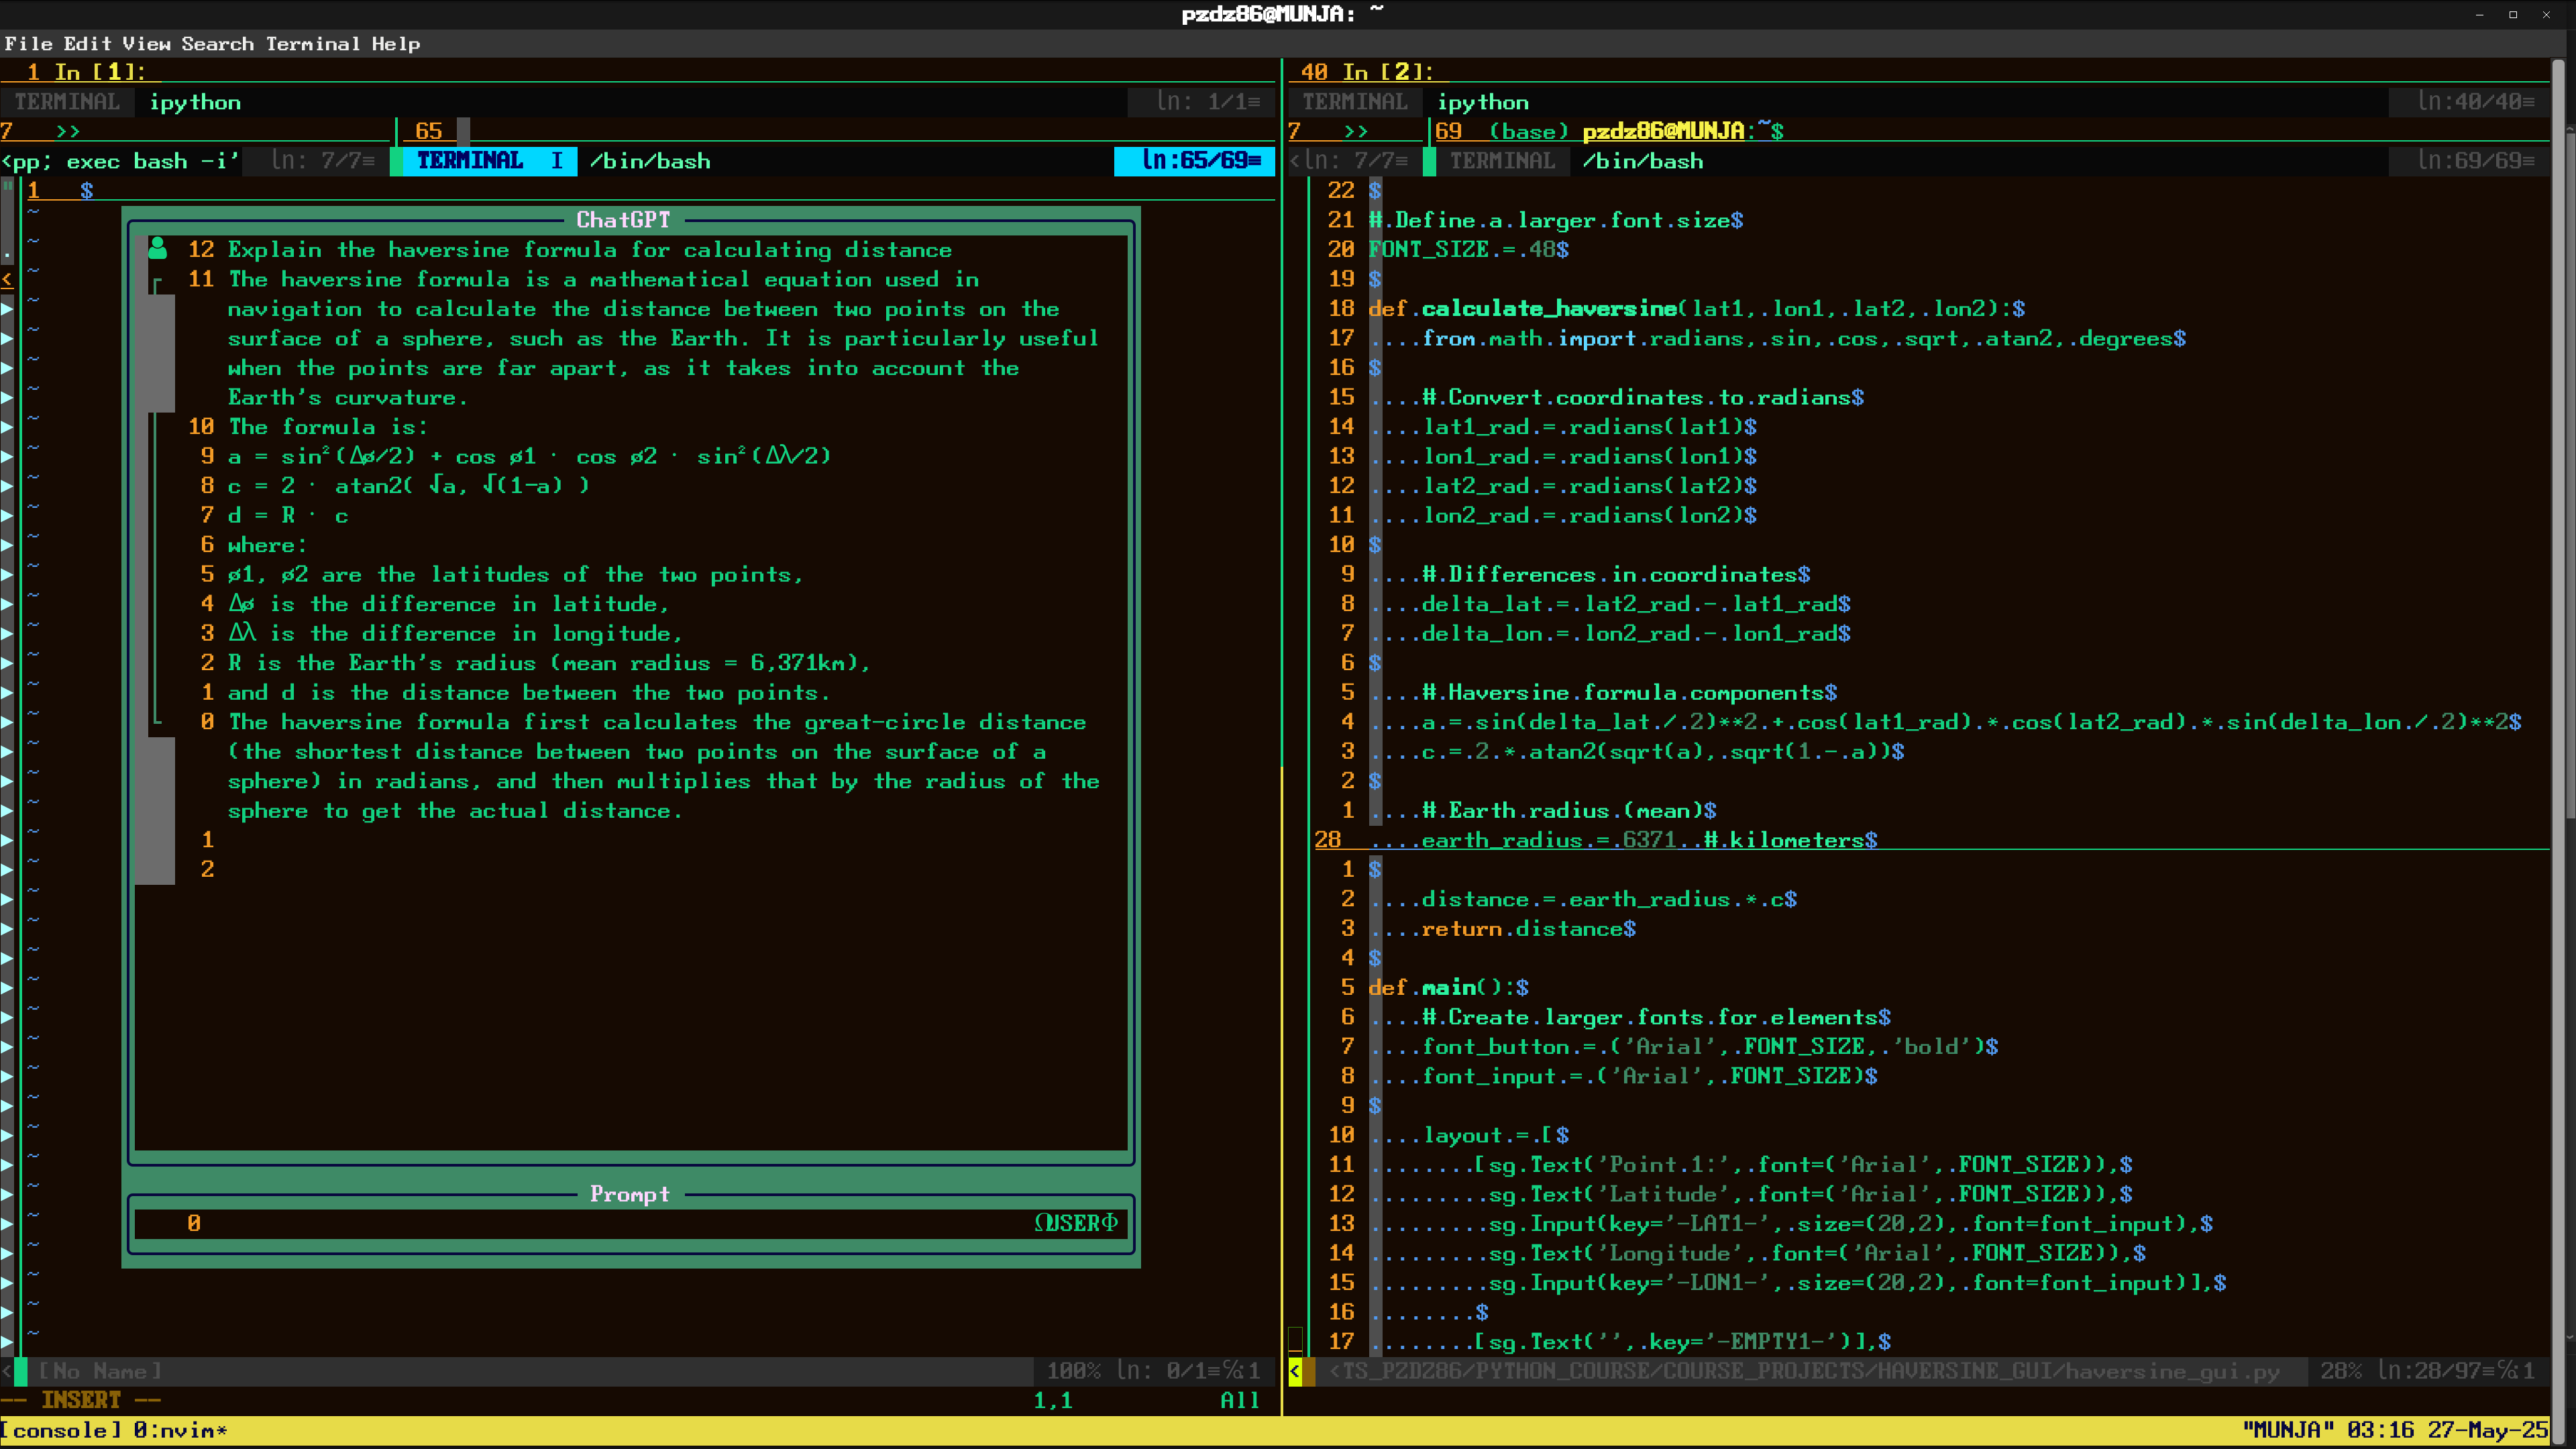 pzdz86@MUNJA: ~
File Edit View Search Terminal Help
1 In [1]:
TERMINAL ipython ln: 1/1≡
7 >> 65
<pp; exec bash -i' ln: 7/7≡ TERMINAL I /bin/bash ln:65/69≡
1 $
ChatGPT
12 Explain the haversine formula for calculating distance
11 The haversine formula is a mathematical equation used in
navigation to calculate the distance between two points on the
surface of a sphere, such as the Earth. It is particularly useful
when the points are far apart, as it takes into account the
Earth's curvature.
10 The formula is:
9 a = sin²(Δø/2) + cos ø1 · cos ø2 · sin²(Δλ/2)
8 c = 2 · atan2( √a, √(1-a) )
7 d = R · c
6 where:
5 ø1, ø2 are the latitudes of the two points,
4 Δø is the difference in latitude,
3 Δλ is the difference in longitude,
2 R is the Earth's radius (mean radius = 6,371km),
1 and d is the distance between the two points.
0 The haversine formula first calculates the great-circle distance
(the shortest distance between two points on the surface of a
sphere) in radians, and then multiplies that by the radius of the
sphere to get the actual distance.
1
2
Prompt
0 USER
[No Name] 100% ln: 0/1≡℅:1
-- INSERT -- 1,1 All
40 In [2]:
TERMINAL ipython ln:40/40≡
7 >> 69 (base) pzdz86@MUNJA:~$
<ln: 7/7≡ TERMINAL /bin/bash ln:69/69≡
22 $
21 #.Define.a.larger.font.size$
20 FONT_SIZE.=.48$
19 $
18 def.calculate_haversine(lat1,.lon1,.lat2,.lon2):$
17 ....from.math.import.radians,.sin,.cos,.sqrt,.atan2,.degrees$
16 $
15 ....#.Convert.coordinates.to.radians$
14 ....lat1_rad.=.radians(lat1)$
13 ....lon1_rad.=.radians(lon1)$
12 ....lat2_rad.=.radians(lat2)$
11 ....lon2_rad.=.radians(lon2)$
10 $
9 ....#.Differences.in.coordinates$
8 ....delta_lat.=.lat2_rad.-.lat1_rad$
7 ....delta_lon.=.lon2_rad.-.lon1_rad$
6 $
5 ....#.Haversine.formula.components$
4 ....a.=.sin(delta_lat./.2)**2.+.cos(lat1_rad).*.cos(lat2_rad).*.sin(delta_lon./.2)**2$
3 ....c.=.2.*.atan2(sqrt(a),.sqrt(1.-.a))$
2 $
1 ....#.Earth.radius.(mean)$
28 ....earth_radius.=.6371..#.kilometers$
1 $
2 ....distance.=.earth_radius.*.c$
3 ....return.distance$
4 $
5 def.main():$
6 ....#.Create.larger.fonts.for.elements$
7 ....font_button.=.('Arial',.FONT_SIZE,.'bold')$
8 ....font_input.=.('Arial',.FONT_SIZE)$
9 $
10 ....layout.=.[$
11 ........[sg.Text('Point.1:',.font=('Arial',.FONT_SIZE)),$
12 .........sg.Text('Latitude',.font=('Arial',.FONT_SIZE)),$
13 .........sg.Input(key='-LAT1-',.size=(20,2),.font=font_input),$
14 .........sg.Text('Longitude',.font=('Arial',.FONT_SIZE)),$
15 .........sg.Input(key='-LON1-',.size=(20,2),.font=font_input)],$
16 ........$
17 ........[sg.Text('',.key='-EMPTY1-')],$
<TS_PZDZ86/PYTHON_COURSE/COURSE_PROJECTS/HAVERSINE_GUI/haversine_gui.py 28% ln:28/97≡℅:1
[console] 0:nvim* "MUNJA" 03:16 27-May-25